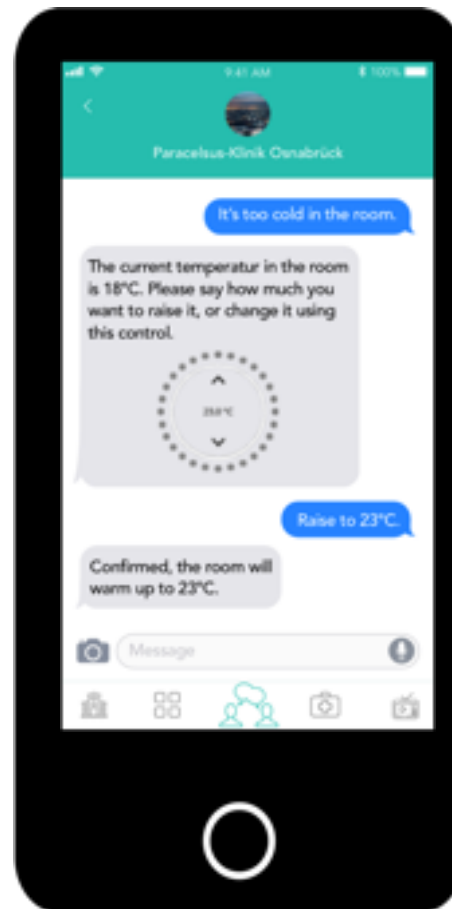 9:41 AM
100%
Paracelsus-Klinik Osnabrück
It's too cold in the room.
The current temperatur in the room
is 18°C. Please say how much you
want to raise it, or change it using
this control.
Raise to 23°C.
Confirmed, the room will
warm up to 23°C.
Message